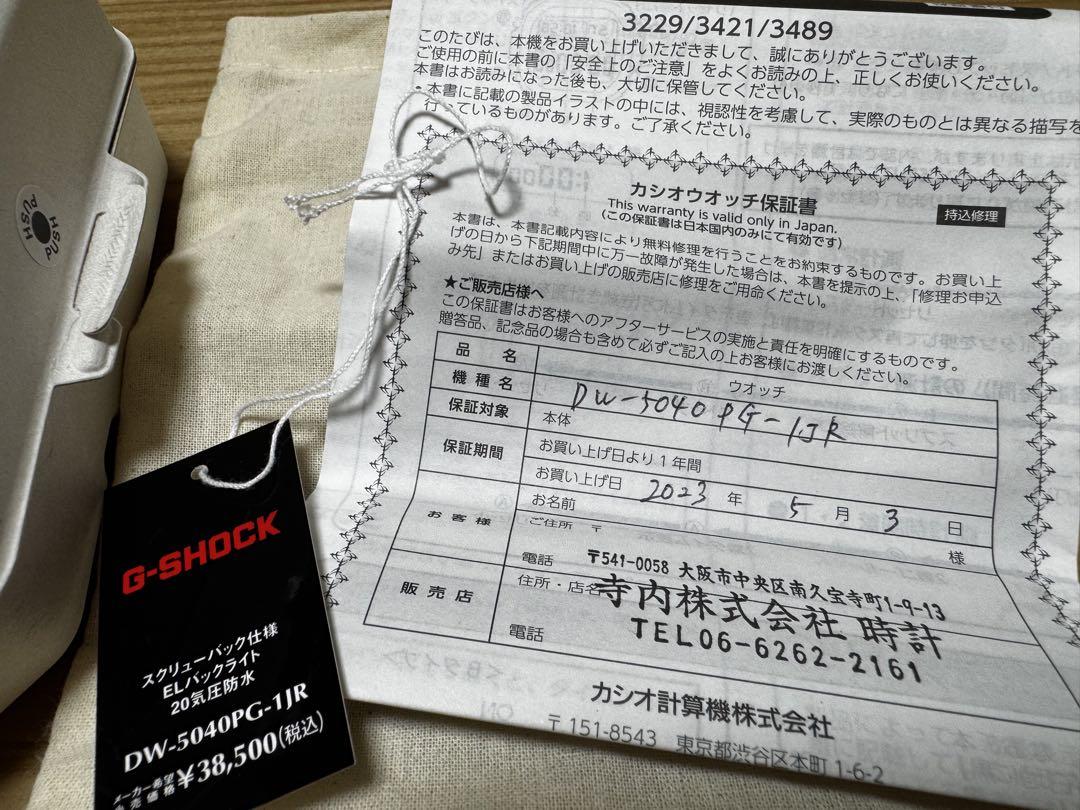 3229/3421/3489
このたびは、本機をお買い上げいただきまして、誠にありがとうございます。
ご使用の前に本書の「安全上のご注意」をよくお読みの上、正しくお使いください。
本書はお読みになった後も、大切に保管してください。
・本書に記載の製品イラストの中には、視認性を考慮して、実際のものとは異なる描写を
行っているものがあります。ご了承ください。
カシオウオッチ保証書
This warranty is valid only in Japan.
(この保証書は日本国内のみにて有効です)
持込修理
本書は、本書記載内容により無料修理を行うことをお約束するものです。お買い上
げの日から下記期間中に万一故障が発生した場合は、本書を提示の上、「修理お申込
み先」またはお買い上げの販売店に修理をご用命ください。
★ご販売店様へ
この保証書はお客様へのアフターサービスの実施と責任を明確にするものです。
贈答品、記念品の場合も含めて必ずご記入の上お客様にお渡しください。
品名 ウオッチ
機種名 DW-5040PG-1JR
保証対象 本体
保証期間 お買い上げ日より1年間
お買い上げ日 2023 年 5 月 3 日
お客様 お名前 様
ご住所 〒
電話
販売店 住所・店名
〒541-0058 大阪市中央区南久宝寺町1-9-13
寺内株式会社 時計
電話 TEL06-6262-2161
カシオ計算機株式会社
〒151-8543 東京都渋谷区本町1-6-2
PUSH
PUSH
G-SHOCK
スクリューバック仕様
ELバックライト
20気圧防水
DW-5040PG-1JR
メーカー希望
小売価格 ¥38,500(税込)